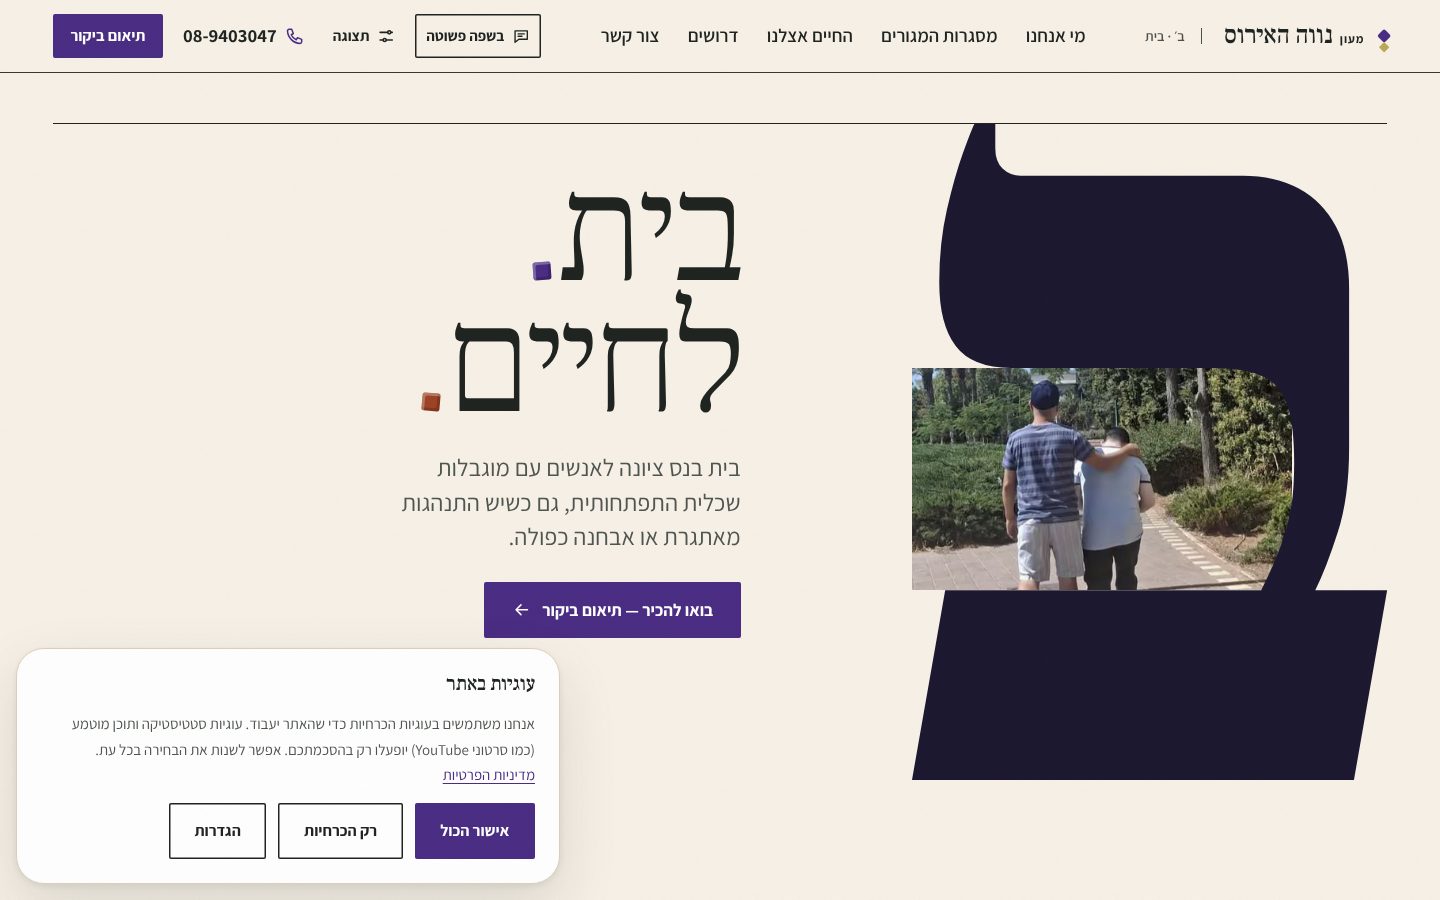 מעון נווה האירוס
ב׳ · בית
מי אנחנו
מסגרות המגורים
החיים אצלנו
דרושים
צור קשר
בשפה פשוטה
תצוגה
08-9403047
תיאום ביקור
ב
בית.
לחיים.
בית בנס ציונה לאנשים עם מוגבלות
שכלית התפתחותית, גם כשיש התנהגות
מאתגרת או אבחנה כפולה.
בואו להכיר — תיאום ביקור ←
עוגיות באתר
אנחנו משתמשים בעוגיות הכרחיות כדי שהאתר יעבוד. עוגיות סטטיסטיקה ותוכן מוטמע
(כמו סרטוני YouTube) יופעלו רק בהסכמתכם. אפשר לשנות את הבחירה בכל עת.
מדיניות הפרטיות
אישור הכול
רק הכרחיות
הגדרות